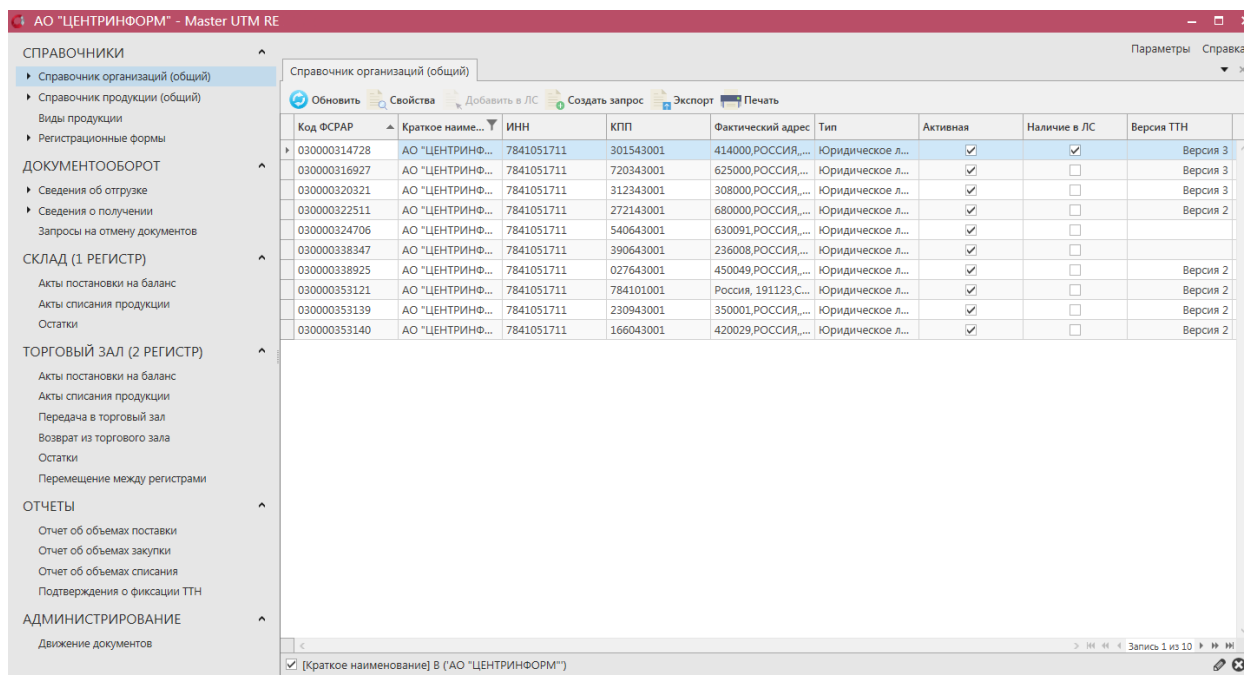 АО "ЦЕНТРИНФОРМ" - Master UTM RE
Параметры Справка
СПРАВОЧНИКИ
Справочник организаций (общий)
Справочник продукции (общий)
Виды продукции
Регистрационные формы
ДОКУМЕНТООБОРОТ
Сведения об отгрузке
Сведения о получении
Запросы на отмену документов
СКЛАД (1 РЕГИСТР)
Акты постановки на баланс
Акты списания продукции
Остатки
ТОРГОВЫЙ ЗАЛ (2 РЕГИСТР)
Акты постановки на баланс
Акты списания продукции
Передача в торговый зал
Возврат из торгового зала
Остатки
Перемещение между регистрами
ОТЧЕТЫ
Отчет об объемах поставки
Отчет об объемах закупки
Отчет об объемах списания
Подтверждения о фиксации ТТН
АДМИНИСТРИРОВАНИЕ
Движение документов
Справочник организаций (общий)
Обновить Свойства Добавить в ЛС Создать запрос Экспорт Печать
Код ФСРАР Краткое наиме... ИНН КПП Фактический адрес Тип Активная Наличие в ЛС Версия ТТН
030000314728 АО "ЦЕНТРИНФ... 7841051711 301543001 414000,РОССИЯ,,... Юридическое л... Версия 3
030000316927 АО "ЦЕНТРИНФ... 7841051711 720343001 625000,РОССИЯ,... Юридическое л... Версия 3
030000320321 АО "ЦЕНТРИНФ... 7841051711 312343001 308000,РОССИЯ,,... Юридическое л... Версия 3
030000322511 АО "ЦЕНТРИНФ... 7841051711 272143001 680000,РОССИЯ,,... Юридическое л... Версия 2
030000324706 АО "ЦЕНТРИНФ... 7841051711 540643001 630091,РОССИЯ,,... Юридическое л...
030000338347 АО "ЦЕНТРИНФ... 7841051711 390643001 236008,РОССИЯ,,... Юридическое л...
030000338925 АО "ЦЕНТРИНФ... 7841051711 027643001 450049,РОССИЯ,,... Юридическое л... Версия 2
030000353121 АО "ЦЕНТРИНФ... 7841051711 784101001 Россия, 191123,С... Юридическое л... Версия 2
030000353139 АО "ЦЕНТРИНФ... 7841051711 230943001 350001,РОССИЯ,,... Юридическое л... Версия 2
030000353140 АО "ЦЕНТРИНФ... 7841051711 166043001 420029,РОССИЯ,,... Юридическое л... Версия 2
Запись 1 из 10
[Краткое наименование] В ('АО "ЦЕНТРИНФОРМ"')